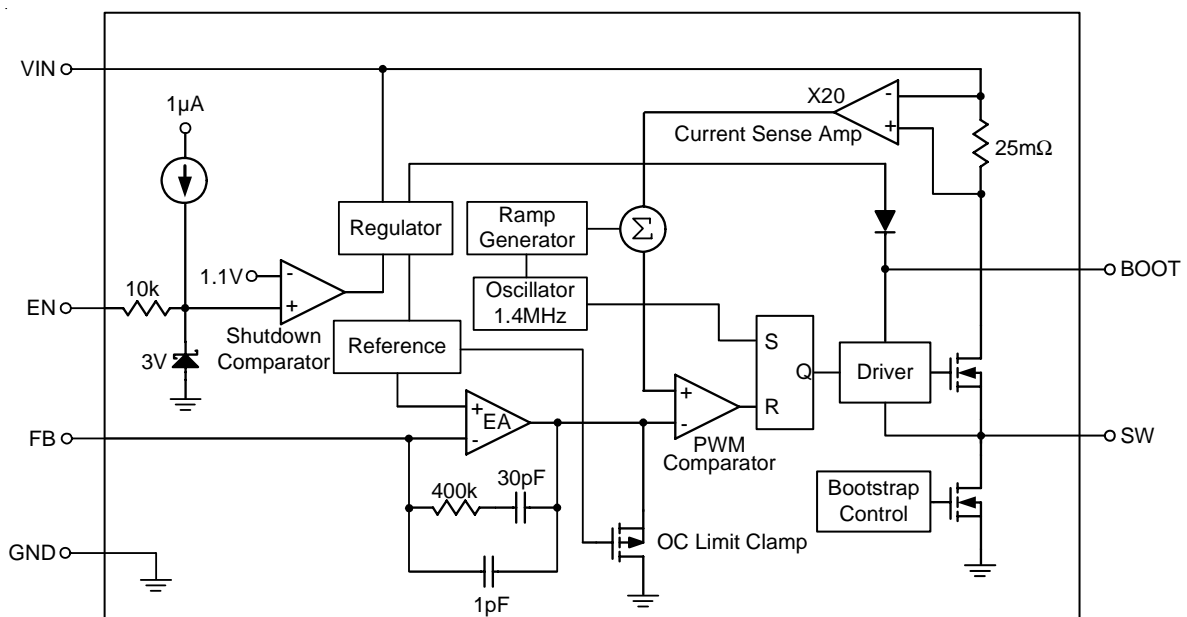 VIN
1µA
X20
-
+
Current Sense Amp
25mΩ
Regulator
Ramp
Generator
Σ
BOOT
1.1V
-
+
EN
10k
Shutdown
Comparator
Oscillator
1.4MHz
3V
Reference
S
Q
R
Driver
+
-
EA
+
-
PWM
Comparator
FB
SW
400k
30pF
1pF
Bootstrap
Control
OC Limit Clamp
GND